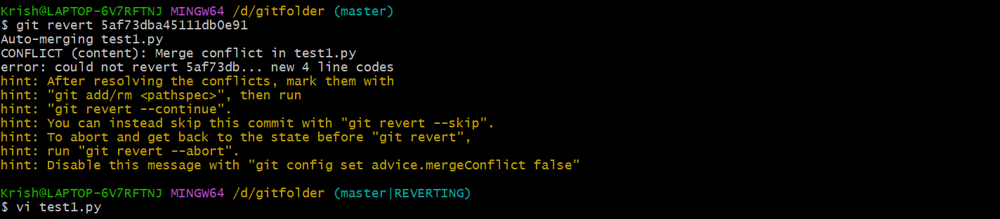 Krish@LAPTOP-6V7RFTNJ MINGW64 /d/gitfolder (master)
$ git revert 5af73dba45111db0e91
Auto-merging test1.py
CONFLICT (content): Merge conflict in test1.py
error: could not revert 5af73db... new 4 line codes
hint: After resolving the conflicts, mark them with
hint: "git add/rm <pathspec>", then run
hint: "git revert --continue".
hint: You can instead skip this commit with "git revert --skip".
hint: To abort and get back to the state before "git revert",
hint: run "git revert --abort".
hint: Disable this message with "git config set advice.mergeConflict false"
Krish@LAPTOP-6V7RFTNJ MINGW64 /d/gitfolder (master|REVERTING)
$ vi test1.py